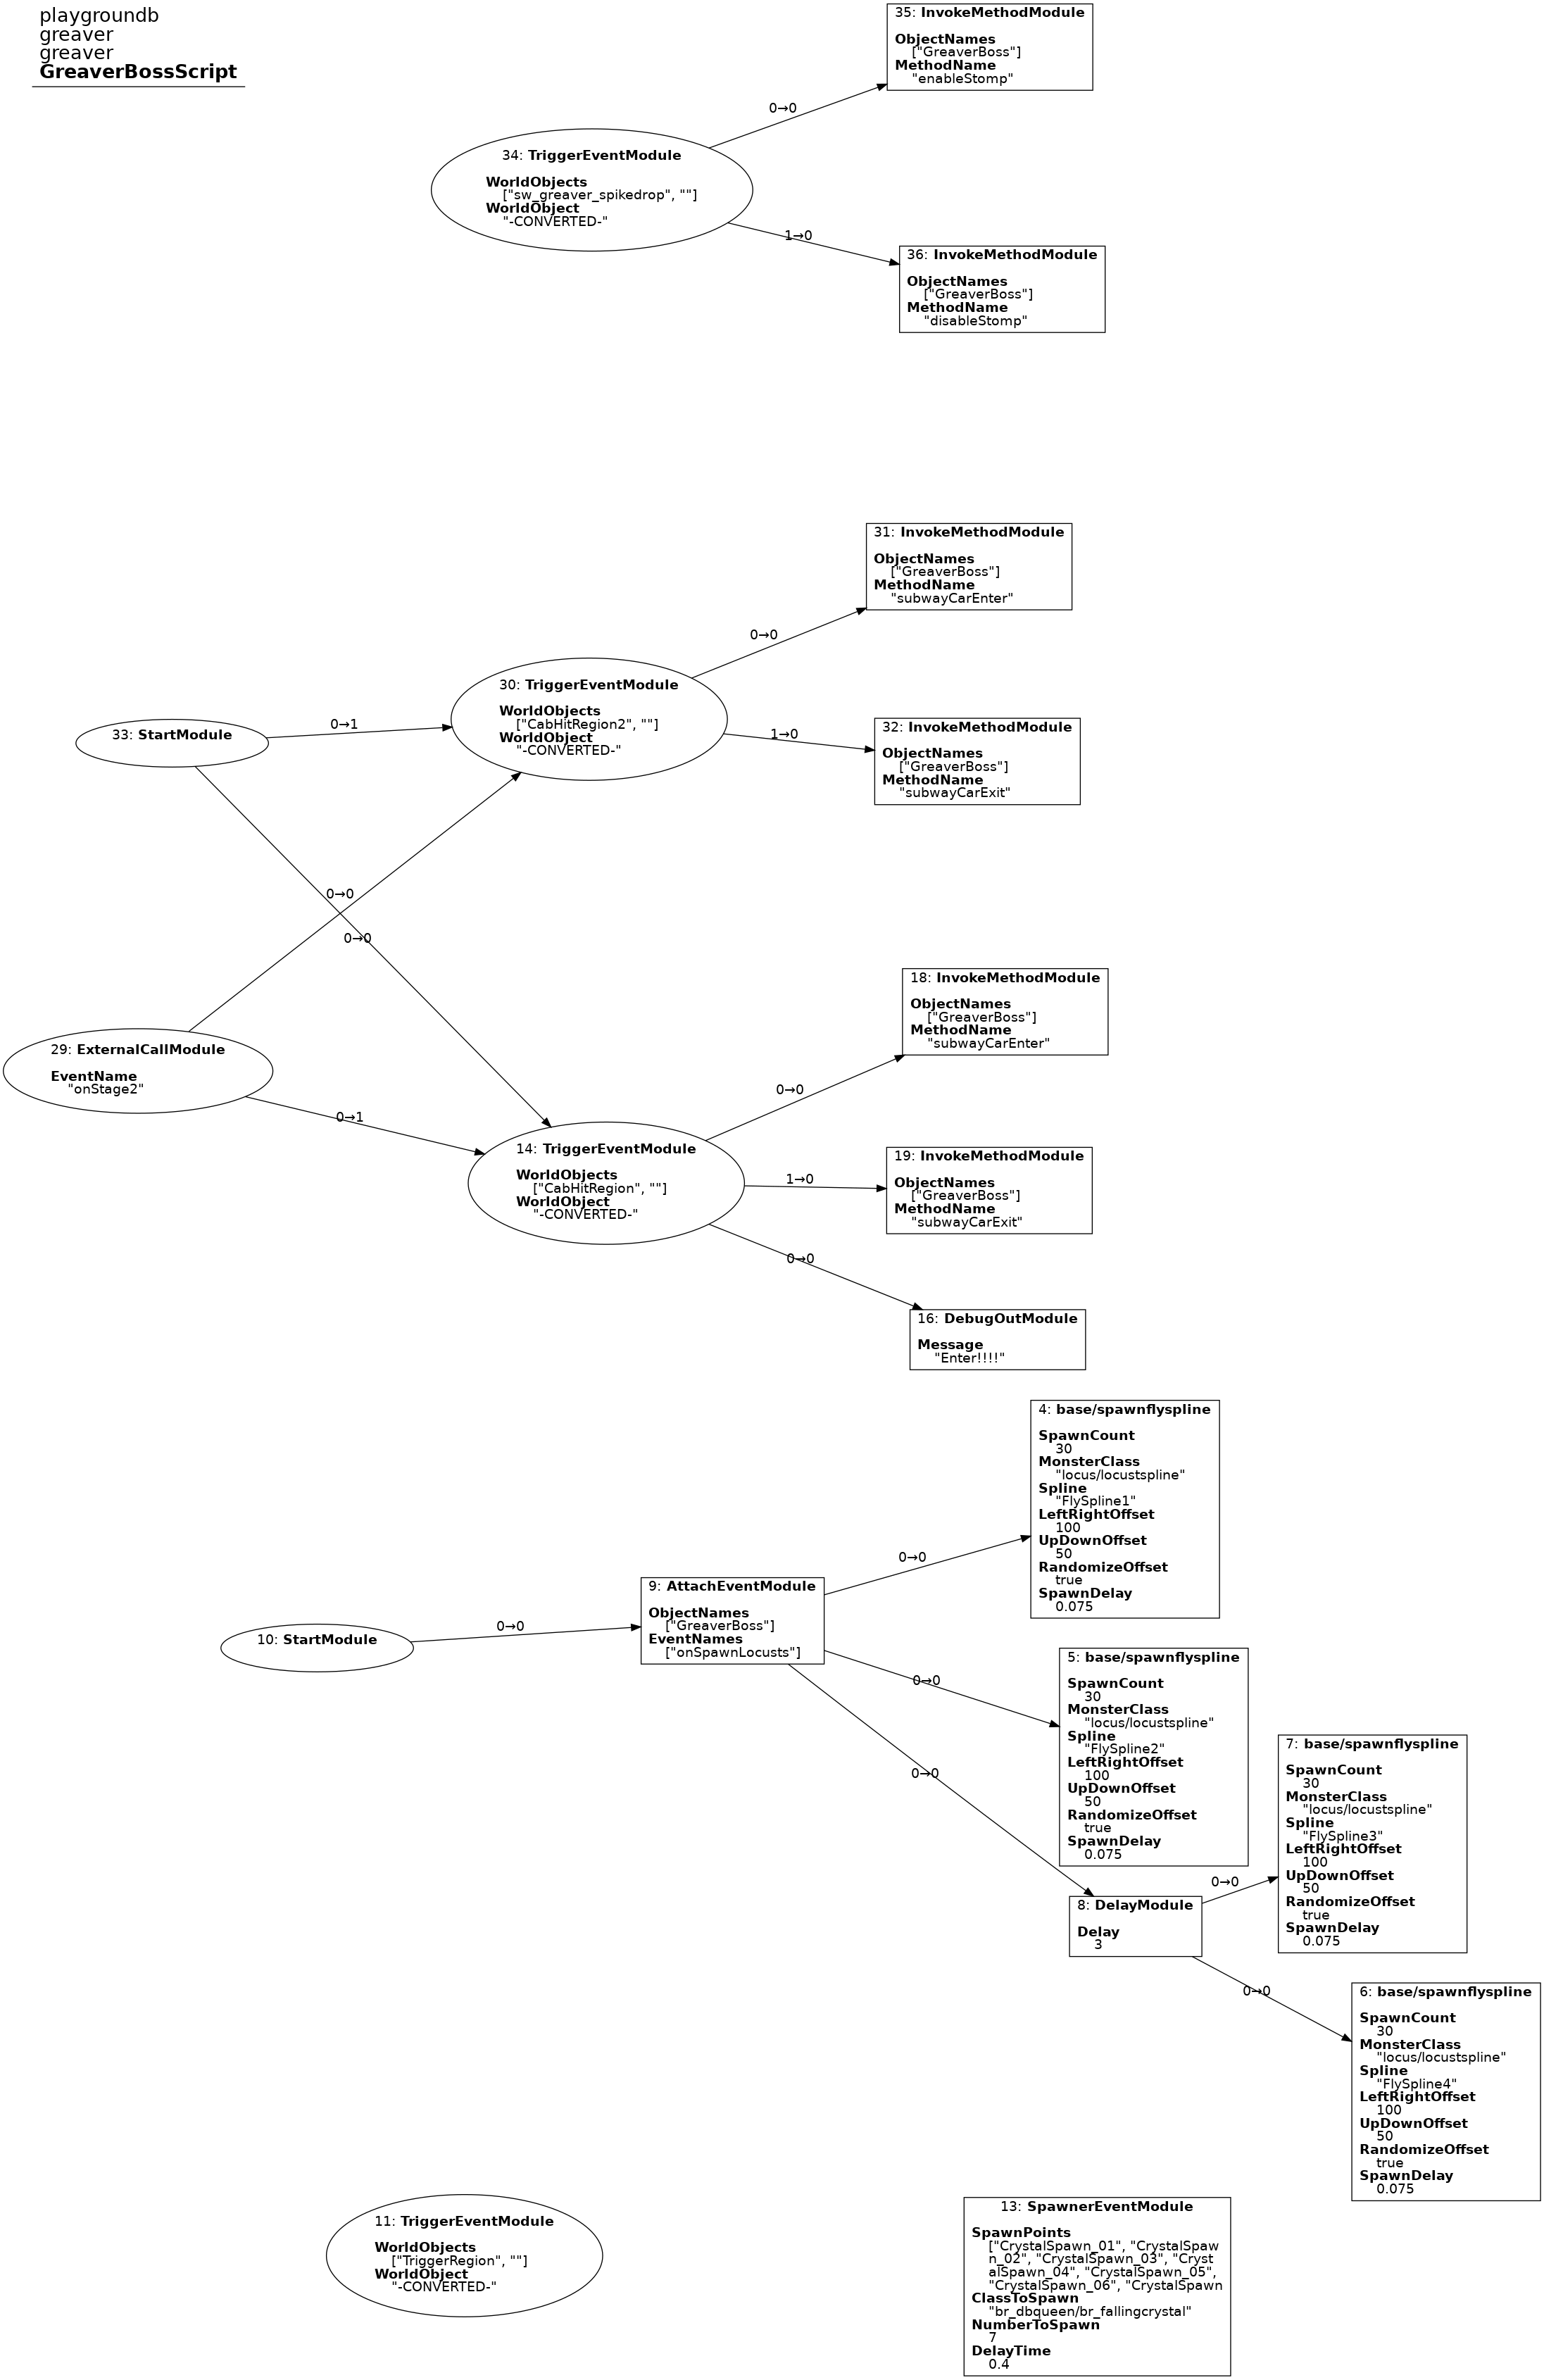 playgroundb
greaver
greaver
GreaverBossScript
35: InvokeMethodModule
ObjectNames
["GreaverBoss"]
MethodName
"enableStomp"
0→0
34: TriggerEventModule
WorldObjects
["sw_greaver_spikedrop", ""]
WorldObject
"-CONVERTED-"
1→0
36: InvokeMethodModule
ObjectNames
["GreaverBoss"]
MethodName
"disableStomp"
31: InvokeMethodModule
ObjectNames
["GreaverBoss"]
MethodName
"subwayCarEnter"
0→0
30: TriggerEventModule
WorldObjects
["CabHitRegion2", ""]
WorldObject
"-CONVERTED-"
33: StartModule
0→1
1→0
32: InvokeMethodModule
ObjectNames
["GreaverBoss"]
MethodName
"subwayCarExit"
0→0
0→0
18: InvokeMethodModule
ObjectNames
["GreaverBoss"]
MethodName
"subwayCarEnter"
29: ExternalCallModule
EventName
"onStage2"
0→1
0→0
14: TriggerEventModule
WorldObjects
["CabHitRegion", ""]
WorldObject
"-CONVERTED-"
1→0
19: InvokeMethodModule
ObjectNames
["GreaverBoss"]
MethodName
"subwayCarExit"
0→0
16: DebugOutModule
Message
"Enter!!!!"
4: base/spawnflyspline
SpawnCount
30
MonsterClass
"locus/locustspline"
Spline
"FlySpline1"
LeftRightOffset
100
UpDownOffset
50
RandomizeOffset
true
SpawnDelay
0.075
0→0
9: AttachEventModule
ObjectNames
["GreaverBoss"]
EventNames
["onSpawnLocusts"]
10: StartModule
0→0
0→0
5: base/spawnflyspline
SpawnCount
30
MonsterClass
"locus/locustspline"
Spline
"FlySpline2"
LeftRightOffset
100
UpDownOffset
50
RandomizeOffset
true
SpawnDelay
0.075
0→0
7: base/spawnflyspline
SpawnCount
30
MonsterClass
"locus/locustspline"
Spline
"FlySpline3"
LeftRightOffset
100
UpDownOffset
50
RandomizeOffset
true
SpawnDelay
0.075
8: DelayModule
Delay
3
0→0
0→0
6: base/spawnflyspline
SpawnCount
30
MonsterClass
"locus/locustspline"
Spline
"FlySpline4"
LeftRightOffset
100
UpDownOffset
50
RandomizeOffset
true
SpawnDelay
0.075
11: TriggerEventModule
WorldObjects
["TriggerRegion", ""]
WorldObject
"-CONVERTED-"
13: SpawnerEventModule
SpawnPoints
["CrystalSpawn_01", "CrystalSpaw
n_02", "CrystalSpawn_03", "Cryst
alSpawn_04", "CrystalSpawn_05",
"CrystalSpawn_06", "CrystalSpawn
ClassToSpawn
"br_dbqueen/br_fallingcrystal"
NumberToSpawn
7
DelayTime
0.4